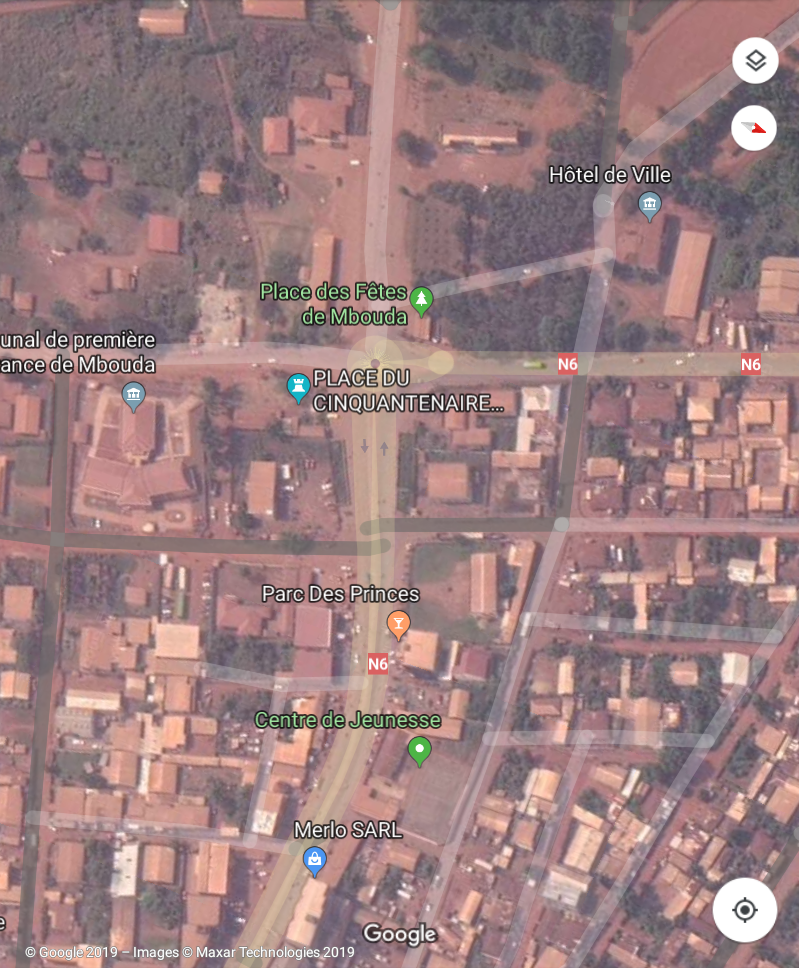 Hôtel de Ville
Place des Fêtes
de Mbouda
unal de première
ance de Mbouda
N6
N6
PLACE DU
CINQUANTENAIRE...
Parc Des Princes
N6
Centre de Jeunesse
Merlo SARL
e
Google
© Google 2019 – Images © Maxar Technologies 2019